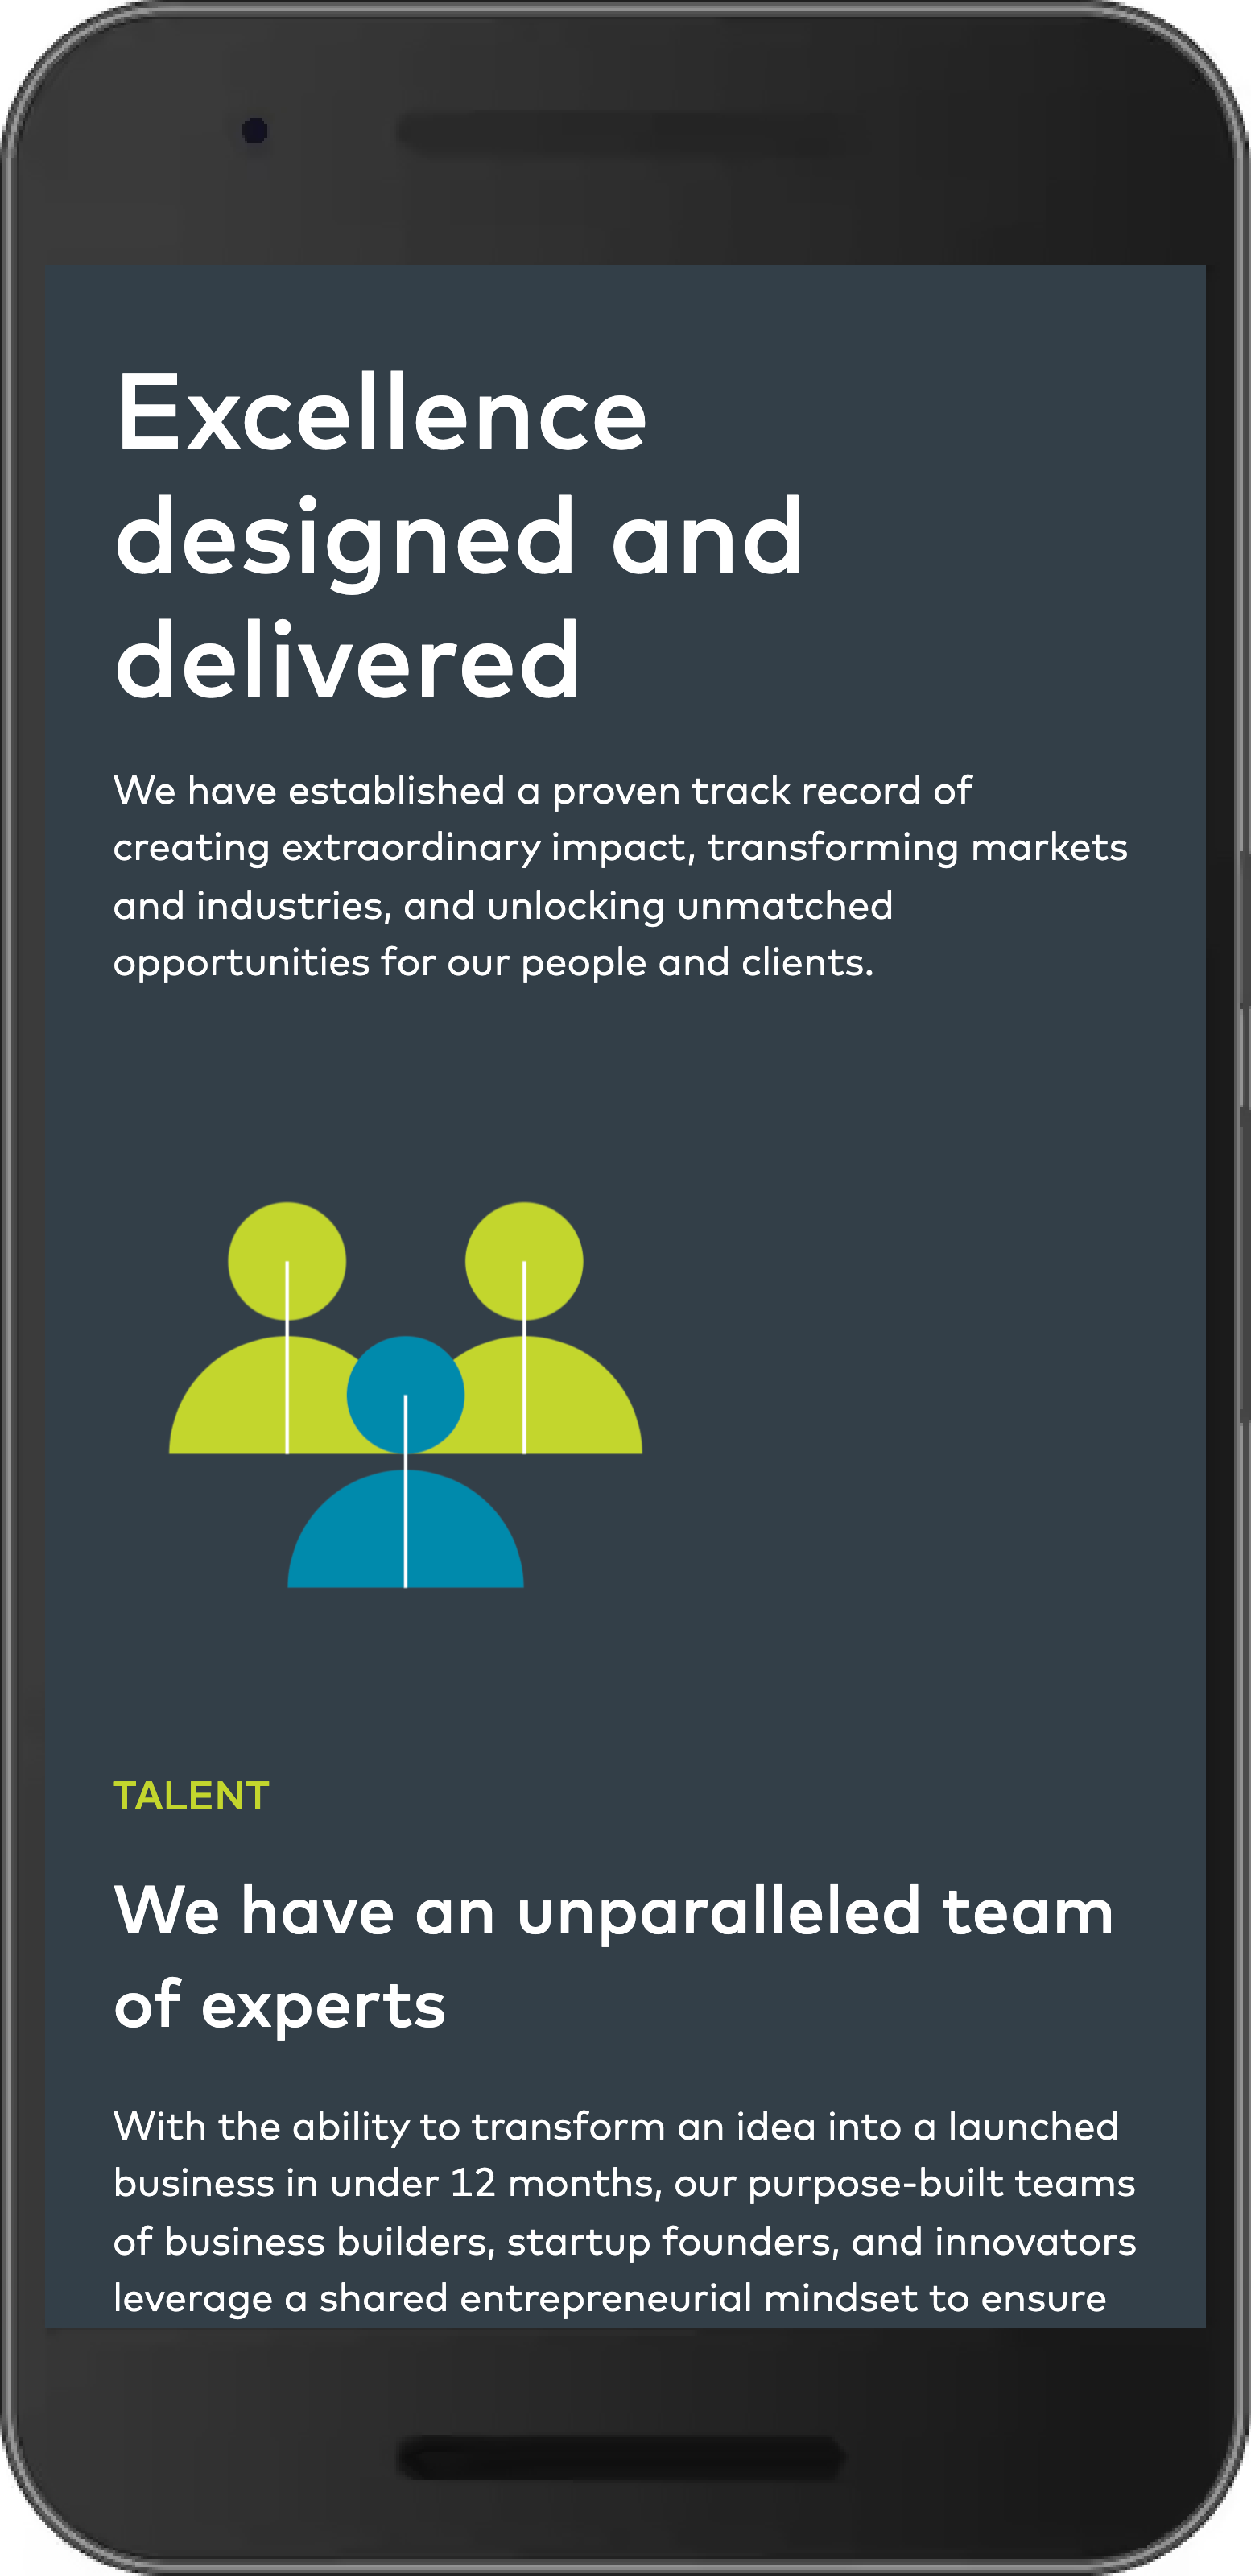 Excellence
designed and
delivered
We have established a proven track record of
creating extraordinary impact, transforming markets
and industries, and unlocking unmatched
opportunities for our people and clients.
TALENT
We have an unparalleled team
of experts
With the ability to transform an idea into a launched
business in under 12 months, our purpose-built teams
of business builders, startup founders, and innovators
leverage a shared entrepreneurial mindset to ensure